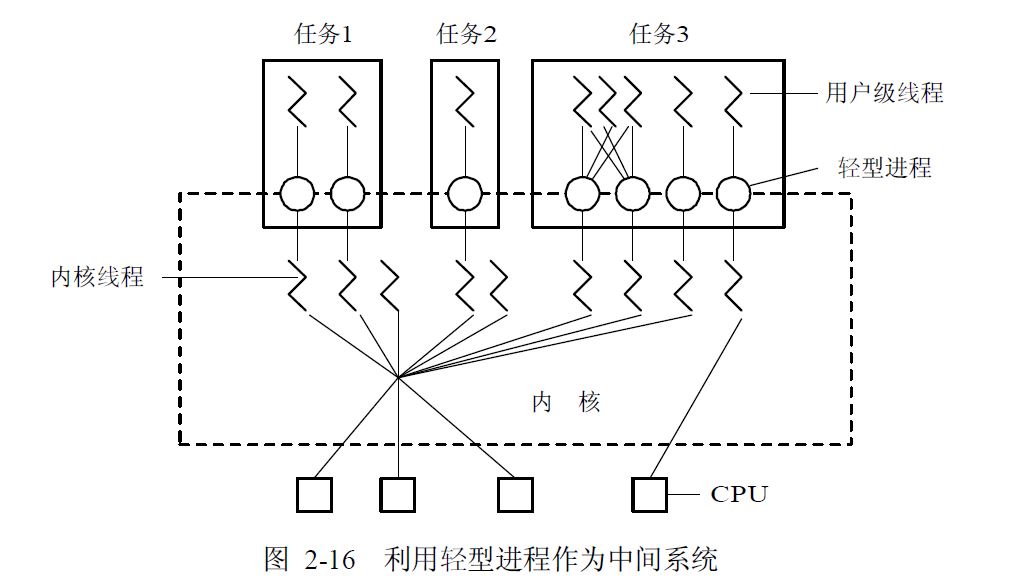 任务1 任务2 任务3
用户级线程
轻型进程
内核线程
内 核
CPU
图 2-16 利用轻型进程作为中间系统